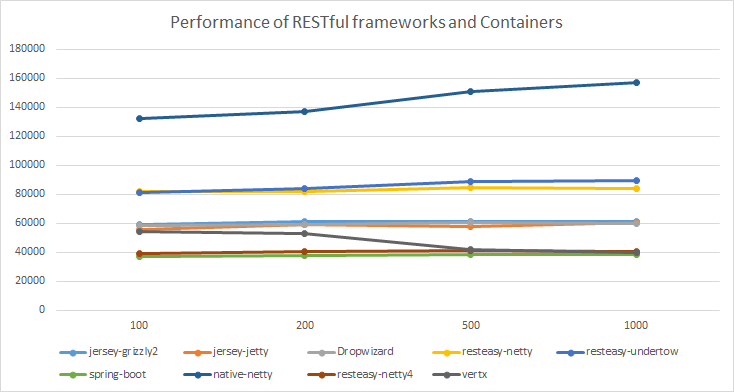 Performance of RESTful frameworks and Containers
180000
160000
140000
120000
100000
80000
60000
40000
20000
0
100 200 500 1000
jersey-grizzly2 jersey-jetty Dropwizard resteasy-netty resteasy-undertow
spring-boot native-netty resteasy-netty4 vertx